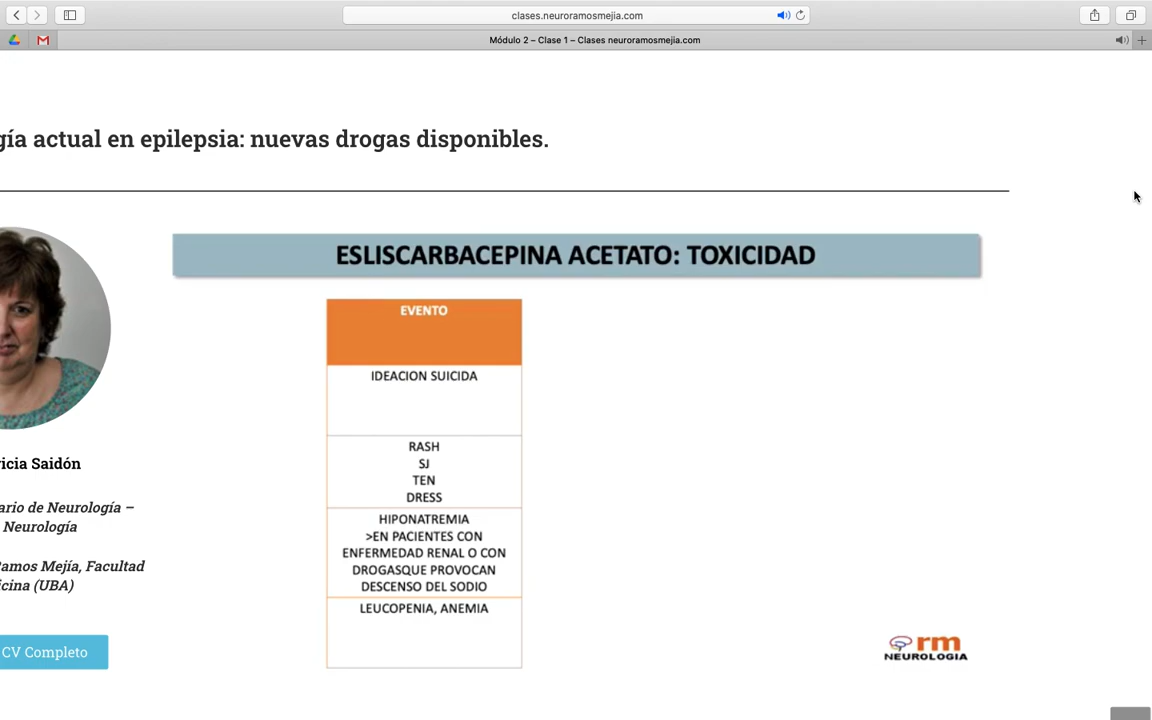 clases.neuroramosmejia.com
Módulo 2 – Clase 1 – Clases neuroramosmejia.com
gía actual en epilepsia: nuevas drogas disponibles.
ESLISCARBACEPINA ACETATO: TOXICIDAD
EVENTO
IDEACION SUICIDA
RASH
SJ
TEN
DRESS
HIPONATREMIA
>EN PACIENTES CON
ENFERMEDAD RENAL O CON
DROGASQUE PROVOCAN
DESCENSO DEL SODIO
LEUCOPENIA, ANEMIA
icia Saidón
ario de Neurología –
Neurología
Ramos Mejía, Facultad
icina (UBA)
CV Completo
rm
NEUROLOGIA